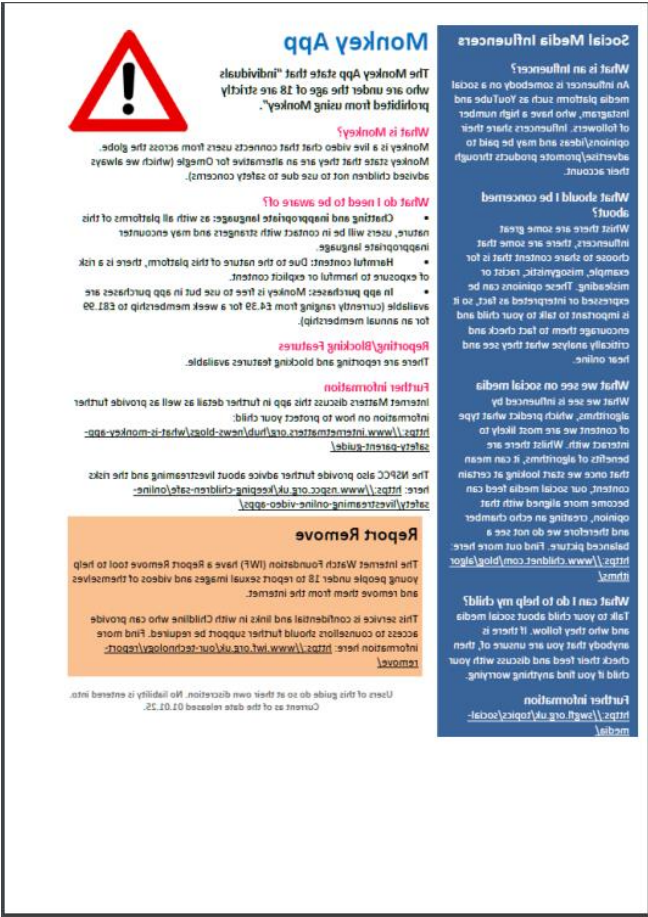 Social Media Influencers
What is an Influencer?
An influencer is somebody on a social
media platform such as YouTube and
Instagram, who have a high number
of followers. Influencers share their
opinions/ideas and may be paid to
advertise/promote products through
their account.
What should I be concerned
about?
Whist there are some great
influencers, there are some that
choose to share content that is for
example, misogynistic, racist or
misleading. These opinions can be
expressed or interpreted as fact, so it
is important to talk to your child and
encourage them to fact check and
critically analyse what they see and
hear online.
What we see on social media
What we see is influenced by
algorithms, which predict what type
of content we are most likely to
interact with. Whilst there are
benefits of algorithms, it can mean
that once we start looking at certain
content, our social media feed can
become more aligned with that
opinion, creating an echo chamber
and therefore we do not see a
balanced picture. Find out more here:
https://www.childnet.com/blog/algor
ithms/
What can I do to help my child?
Talk to your child about social media
and who they follow. If there is
anybody that you are unsure of, then
check their feed and discuss with your
child if you find anything worrying.
Further information
https://swgfl.org.uk/topics/social-
media/
Monkey App
The Monkey App state that “individuals
who are under the age of 18 are strictly
prohibited from using Monkey”.
What is Monkey?
Monkey is a live video chat that connects users from across the globe.
Monkey state that they are an alternative for Omegle (which we always
advised children not to use due to safety concerns).
What do I need to be aware of?
• Chatting and inappropriate language: as with all platforms of this
nature, users will be in contact with strangers and may encounter
inappropriate language.
• Harmful content: Due to the nature of this platform, there is a risk
of exposure to harmful or explicit content.
• In app purchases: Monkey is free to use but in app purchases are
available (currently ranging from £4.39 for a week membership to £81.99
for an annual membership).
Reporting/Blocking Features
There are reporting and blocking features available.
Further information
Internet Matters discuss this app in further detail as well as provide further
information on how to protect your child:
https://www.internetmatters.org/hub/news-blogs/what-is-monkey-app-
safety-parent-guide/
The NSPCC also provide further advice about livestreaming and the risks
here: https://www.nspcc.org.uk/keeping-children-safe/online-
safety/livestreaming-online-video-apps/
Report Remove
The Internet Watch Foundation (IWF) have a Report Remove tool to help
young people under 18 to report sexual images and videos of themselves
and remove them from the internet.
This service is confidential and links in with Childline who can provide
access to counsellors should further support be required. Find more
information here: https://www.iwf.org.uk/our-technology/report-
remove/
Users of this guide do so at their own discretion. No liability is entered into.
Current as of the date released 01.01.25.